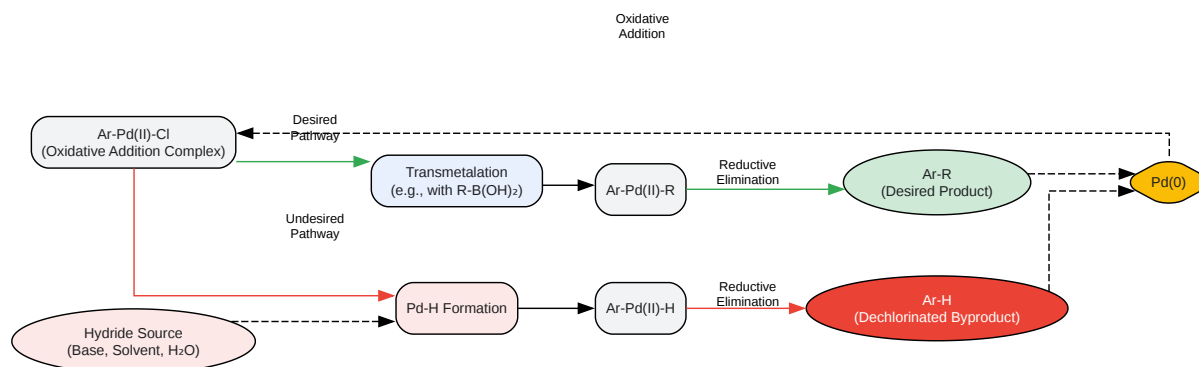 Oxidative
Addition
Ar-Pd(II)-Cl
(Oxidative Addition Complex)
Desired
Pathway
Transmetalation
(e.g., with R-B(OH)₂)
Ar-Pd(II)-R
Reductive
Elimination
Ar-R
(Desired Product)
Pd(0)
Undesired
Pathway
Hydride Source
(Base, Solvent, H₂O)
Pd-H Formation
Ar-Pd(II)-H
Reductive
Elimination
Ar-H
(Dechlorinated Byproduct)